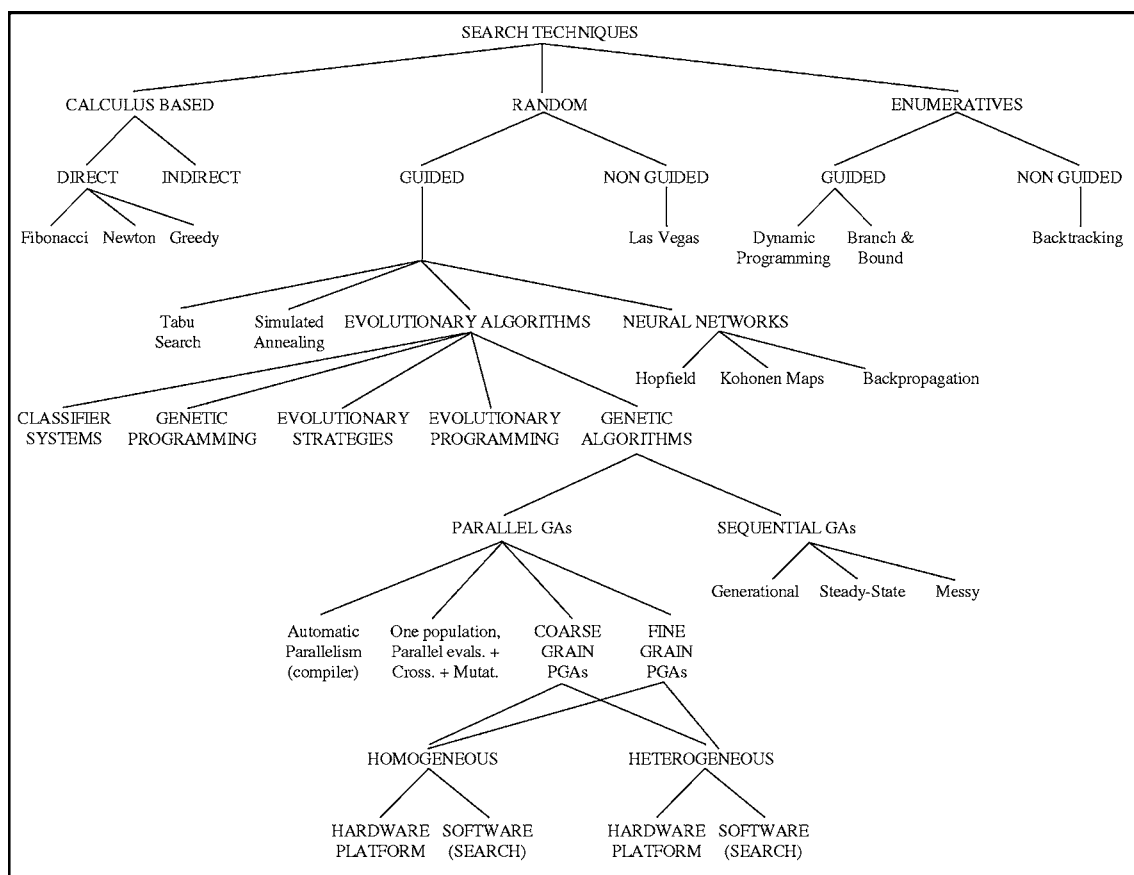 SEARCH TECHNIQUES
CALCULUS BASED
RANDOM
ENUMERATIVES
DIRECT
INDIRECT
GUIDED
NON GUIDED
GUIDED
NON GUIDED
Fibonacci
Newton
Greedy
Las Vegas
Dynamic
Programming
Branch &
Bound
Backtracking
Tabu
Search
Simulated
Annealing
EVOLUTIONARY ALGORITHMS
NEURAL NETWORKS
Hopfield
Kohonen Maps
Backpropagation
CLASSIFIER
SYSTEMS
GENETIC
PROGRAMMING
EVOLUTIONARY
STRATEGIES
EVOLUTIONARY
PROGRAMMING
GENETIC
ALGORITHMS
PARALLEL GAs
SEQUENTIAL GAs
Generational
Steady-State
Messy
Automatic
Parallelism
(compiler)
One population,
Parallel evals. +
Cross. + Mutat.
COARSE
GRAIN
PGAs
FINE
GRAIN
PGAs
HOMOGENEOUS
HETEROGENEOUS
HARDWARE
PLATFORM
SOFTWARE
(SEARCH)
HARDWARE
PLATFORM
SOFTWARE
(SEARCH)